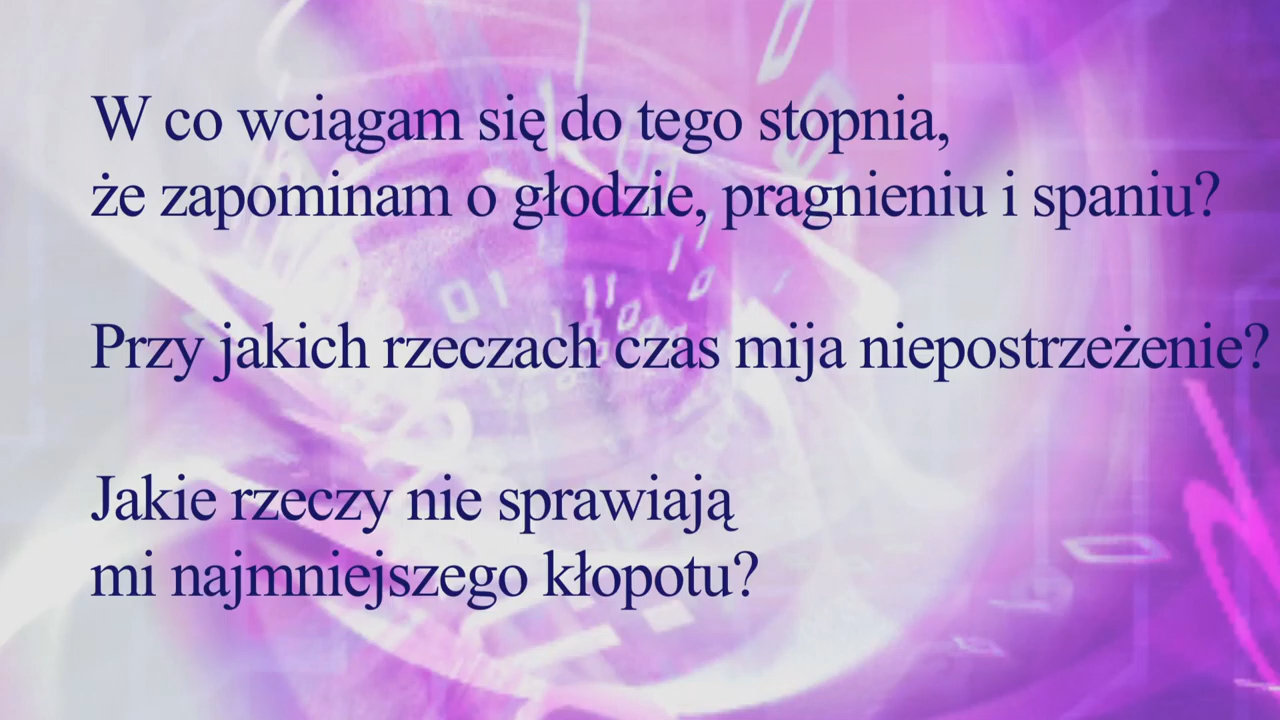 W co wciągam się do tego stopnia,
że zapominam o głodzie, pragnieniu i spaniu?
Przy jakich rzeczach czas mija niepostrzeżenie?
Jakie rzeczy nie sprawiają
mi najmniejszego kłopotu?